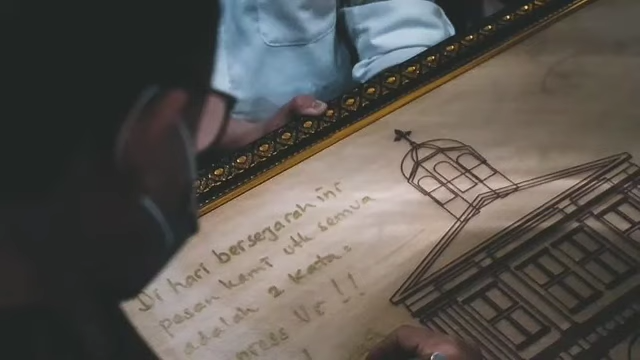 Di hari bersejarah ini
pesan kami utk semua
adalah 2 kata: